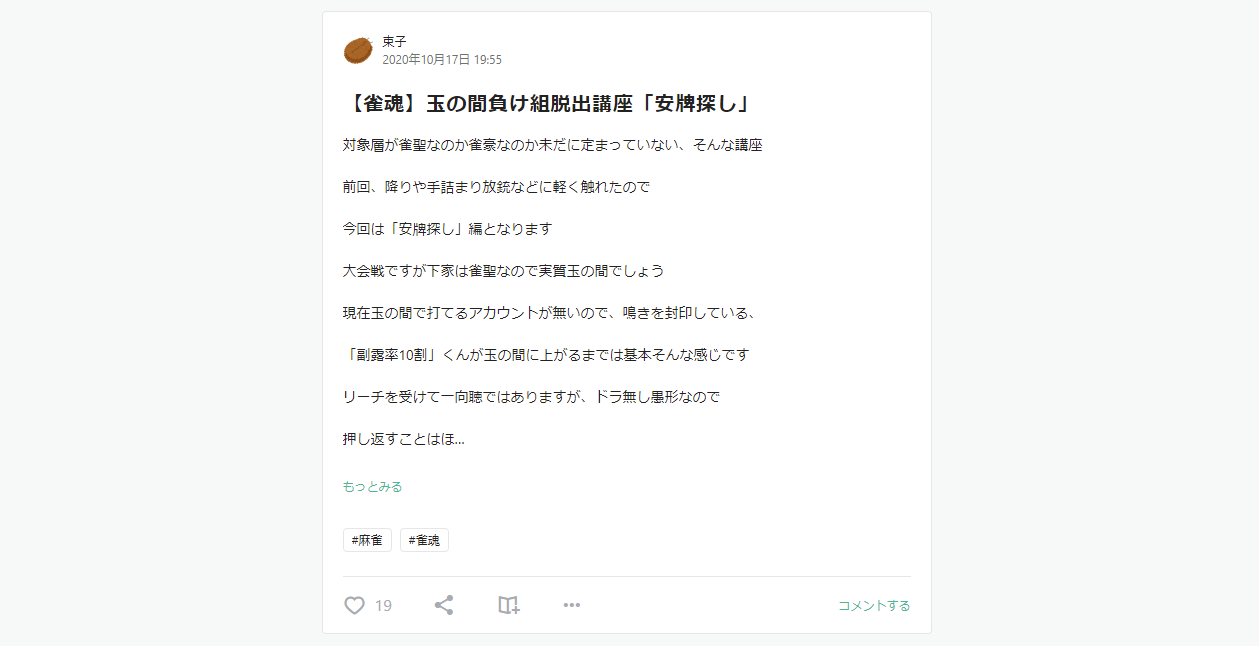 束子
2020年10月17日 19:55
【雀魂】玉の間負け組脱出講座「安牌探し」
対象層が雀聖なのか雀豪なのか未だに定まっていない、そんな講座
前回、降りや手詰まり放銃などに軽く触れたので
今回は「安牌探し」編となります
大会戦ですが下家は雀聖なので実質玉の間でしょう
現在玉の間で打てるアカウントが無いので、鳴きを封印している、
「副露率10割」くんが玉の間に上がるまでは基本そんな感じです
リーチを受けて一向聴ではありますが、ドラ無し愚形なので
押し返すことはほ...
もっとみる
#麻雀 #雀魂
19 コメントする